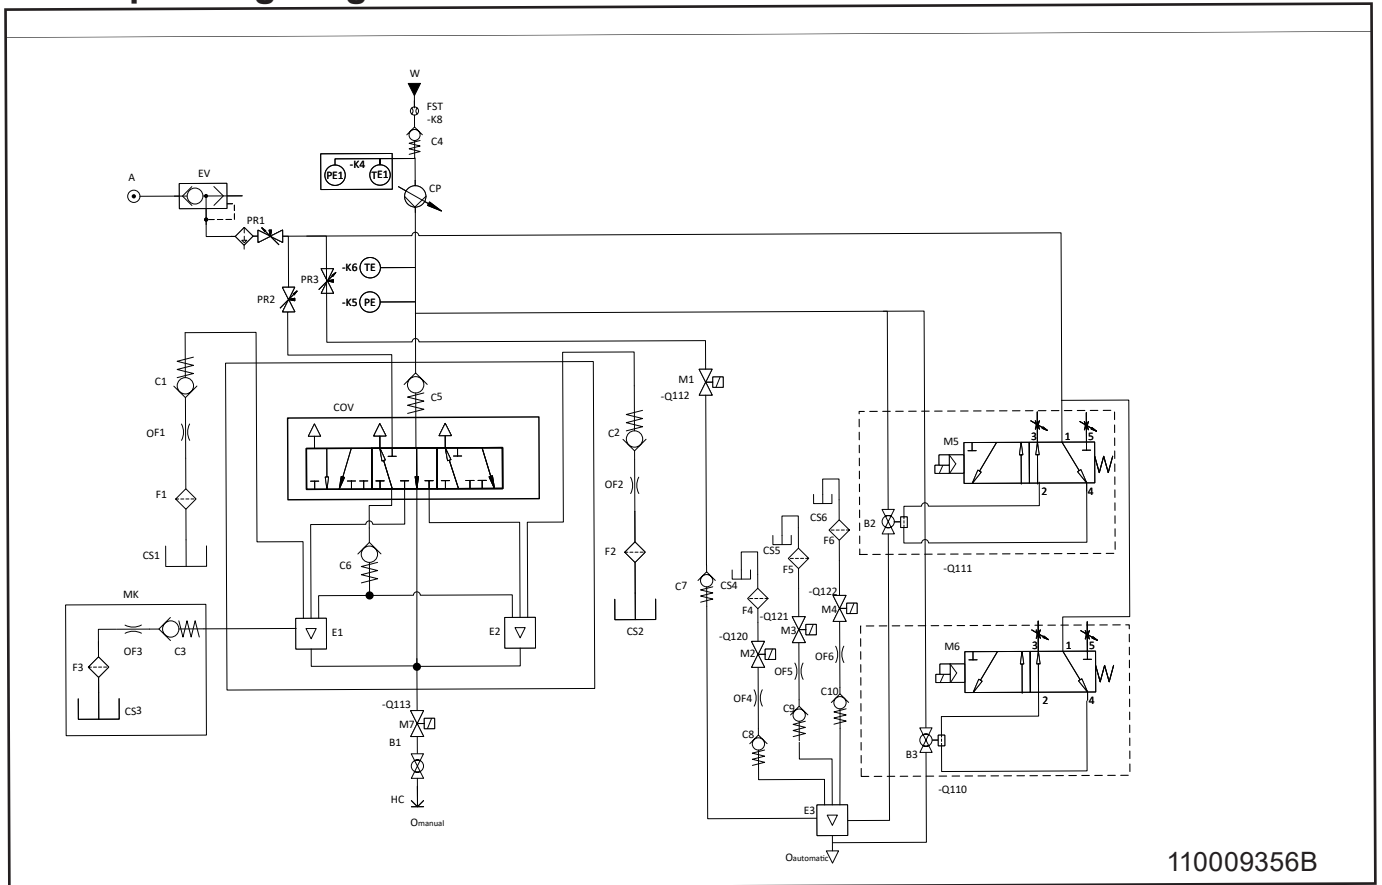 W
FST
-K8
C4
-K4
PE1
TE1
CP
A
EV
PR1
-K6 TE
PR3
-K5 PE
PR2
C1
C5
M1
-Q112
COV
OF1
C2
M5
3
1
5
F1
OF2
2
4
CS6
B2
F6
CS1
C6
F2
CS5
F5
-Q111
MK
C7
CS4
-Q122
F4
M4
-Q121
E1
E2
CS2
M3
-Q120
OF3
C3
M2
OF6
M6
3
1
5
F3
OF5
2
4
CS3
-Q113
OF4
C10
M7
C9
B1
C8
B3
-Q110
HC
E3
Omanual
Oautomatic
110009356B